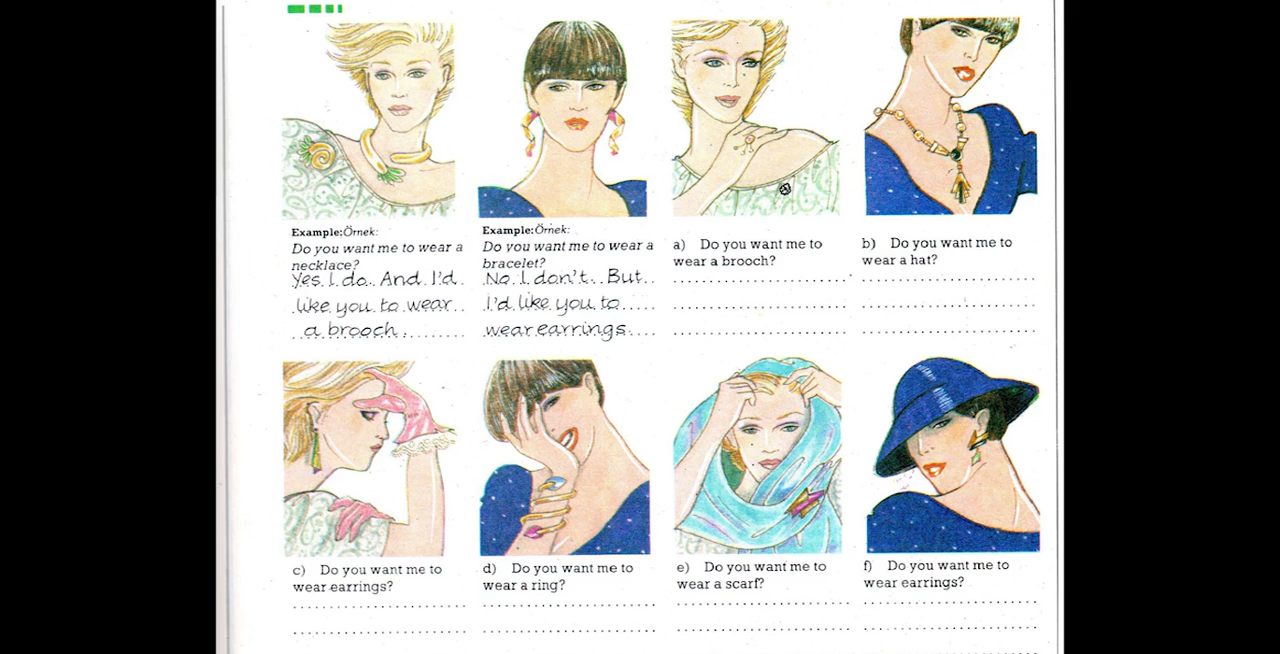 Example:Örnek:
Do you want me to wear a
necklace?
Yes I do. And I'd
like you to wear
a brooch
Example:Örnek:
Do you want me to wear a
bracelet?
No I don't. But
I'd like you to
wear earrings.
a) Do you want me to
wear a brooch?
b) Do you want me to
wear a hat?
c) Do you want me to
wear earrings?
d) Do you want me to
wear a ring?
e) Do you want me to
wear a scarf?
f) Do you want me to
wear earrings?